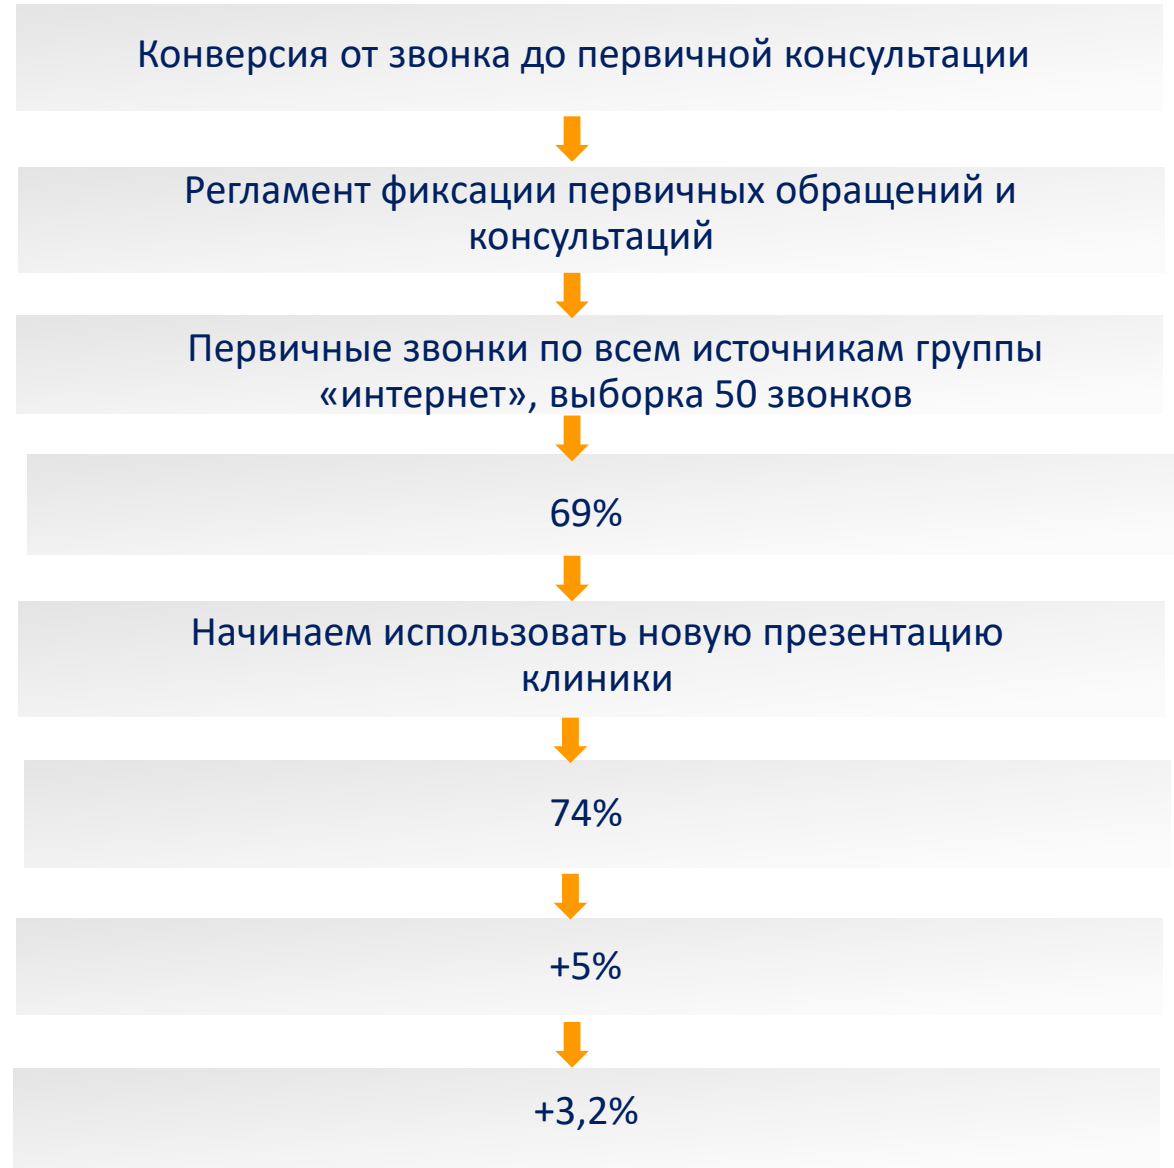 Конверсия от звонка до первичной консультации
Регламент фиксации первичных обращений и
консультаций
Первичные звонки по всем источникам группы
«интернет», выборка 50 звонков
69%
Начинаем использовать новую презентацию
клиники
74%
+5%
+3,2%